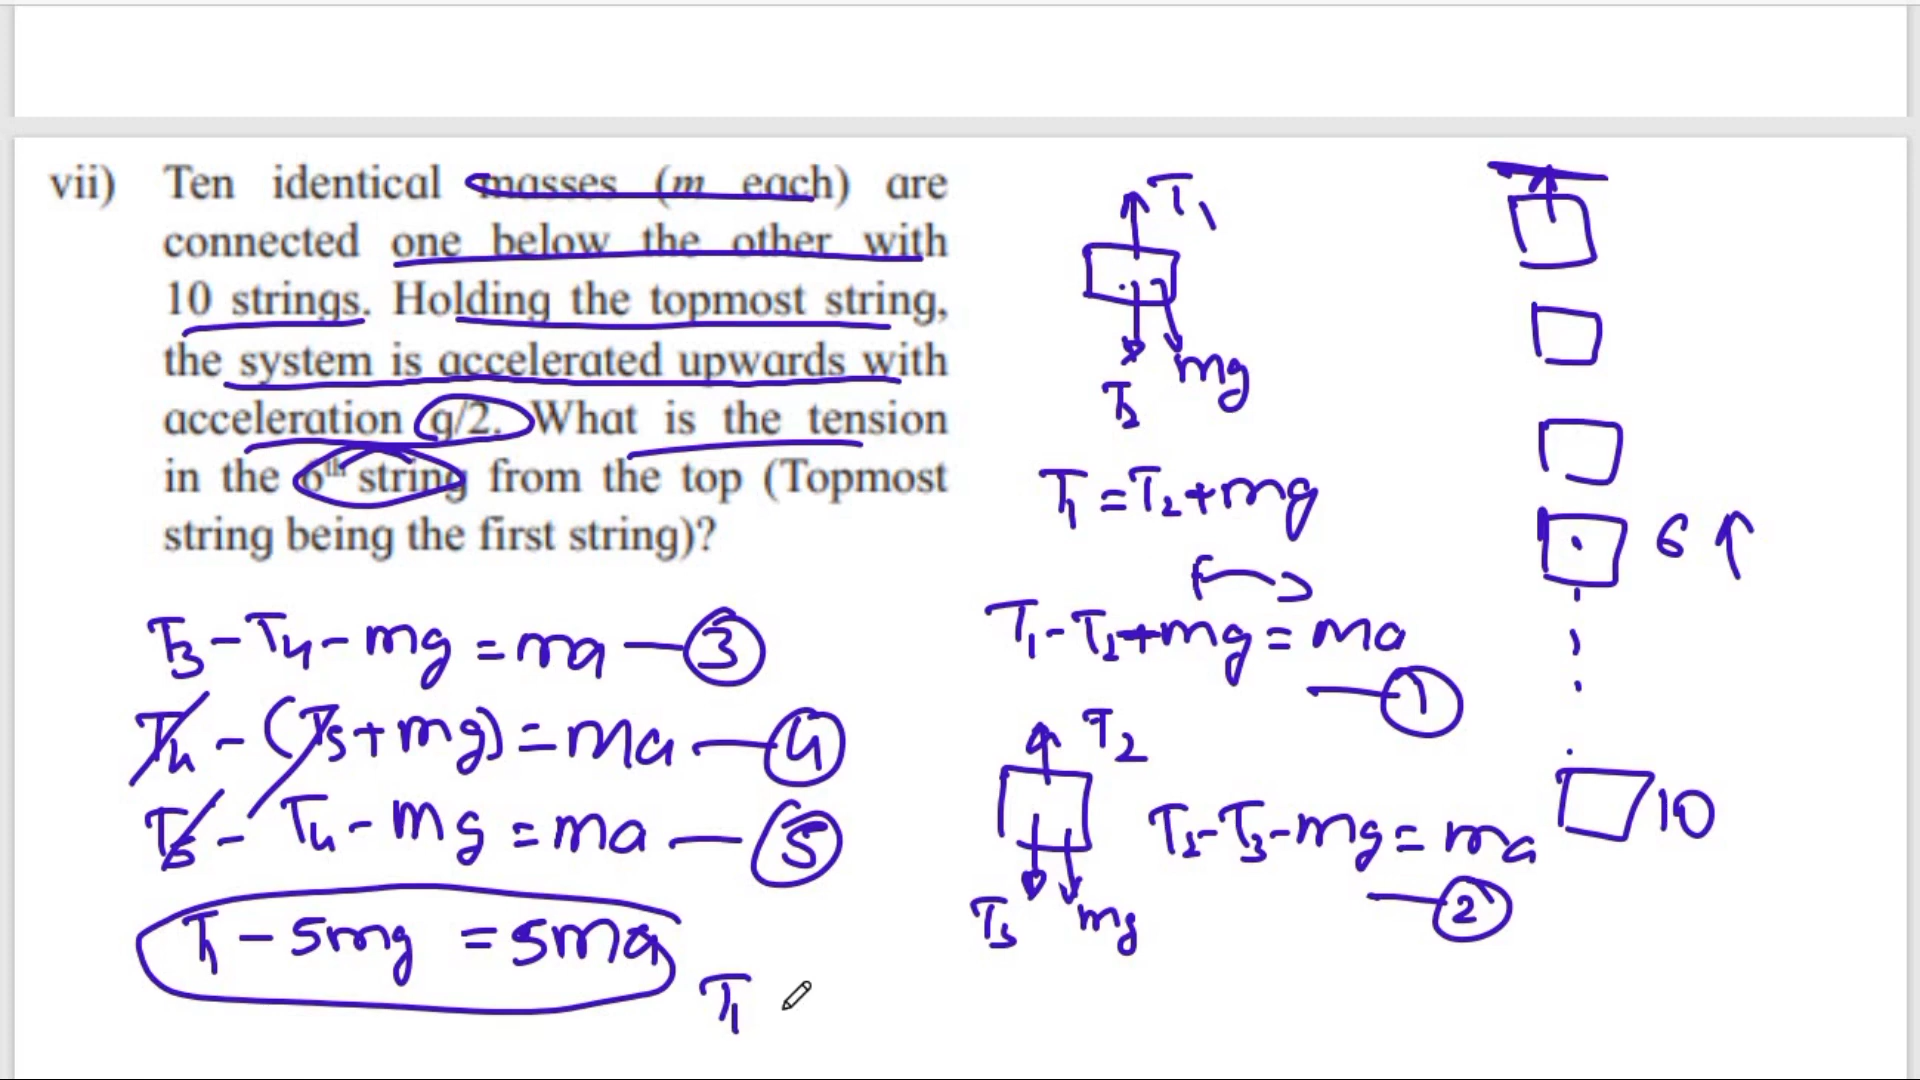 vii) Ten identical masses (m each) are
connected one below the other with
10 strings. Holding the topmost string,
the system is accelerated upwards with
acceleration g/2. What is the tension
in the 6th string from the top (Topmost
string being the first string)?
T3 - T4 - mg = ma — 3
T4 - (T5 + mg) = ma — 4
T5 - T4 - mg = ma — 5
T1 - 5mg = 5ma
T1
T1
T2
mg
T1 = T2 + mg
T1 - T2 + mg = ma
— 1
T2
T3
mg
T2 - T3 - mg = ma
— 2
6
10